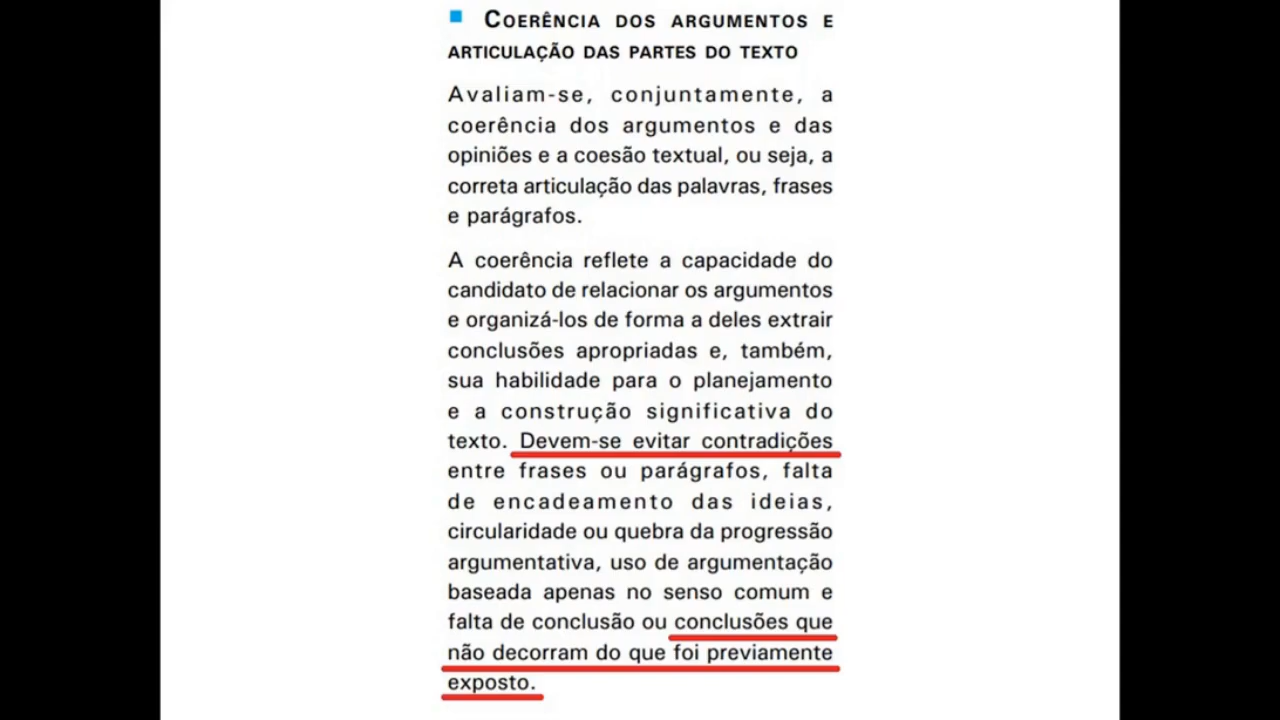 COERÊNCIA DOS ARGUMENTOS E
ARTICULAÇÃO DAS PARTES DO TEXTO
Avaliam-se, conjuntamente, a
coerência dos argumentos e das
opiniões e a coesão textual, ou seja, a
correta articulação das palavras, frases
e parágrafos.
A coerência reflete a capacidade do
candidato de relacionar os argumentos
e organizá-los de forma a deles extrair
conclusões apropriadas e, também,
sua habilidade para o planejamento
e a construção significativa do
texto. Devem-se evitar contradições
entre frases ou parágrafos, falta
de encadeamento das ideias,
circularidade ou quebra da progressão
argumentativa, uso de argumentação
baseada apenas no senso comum e
falta de conclusão ou conclusões que
não decorram do que foi previamente
exposto.